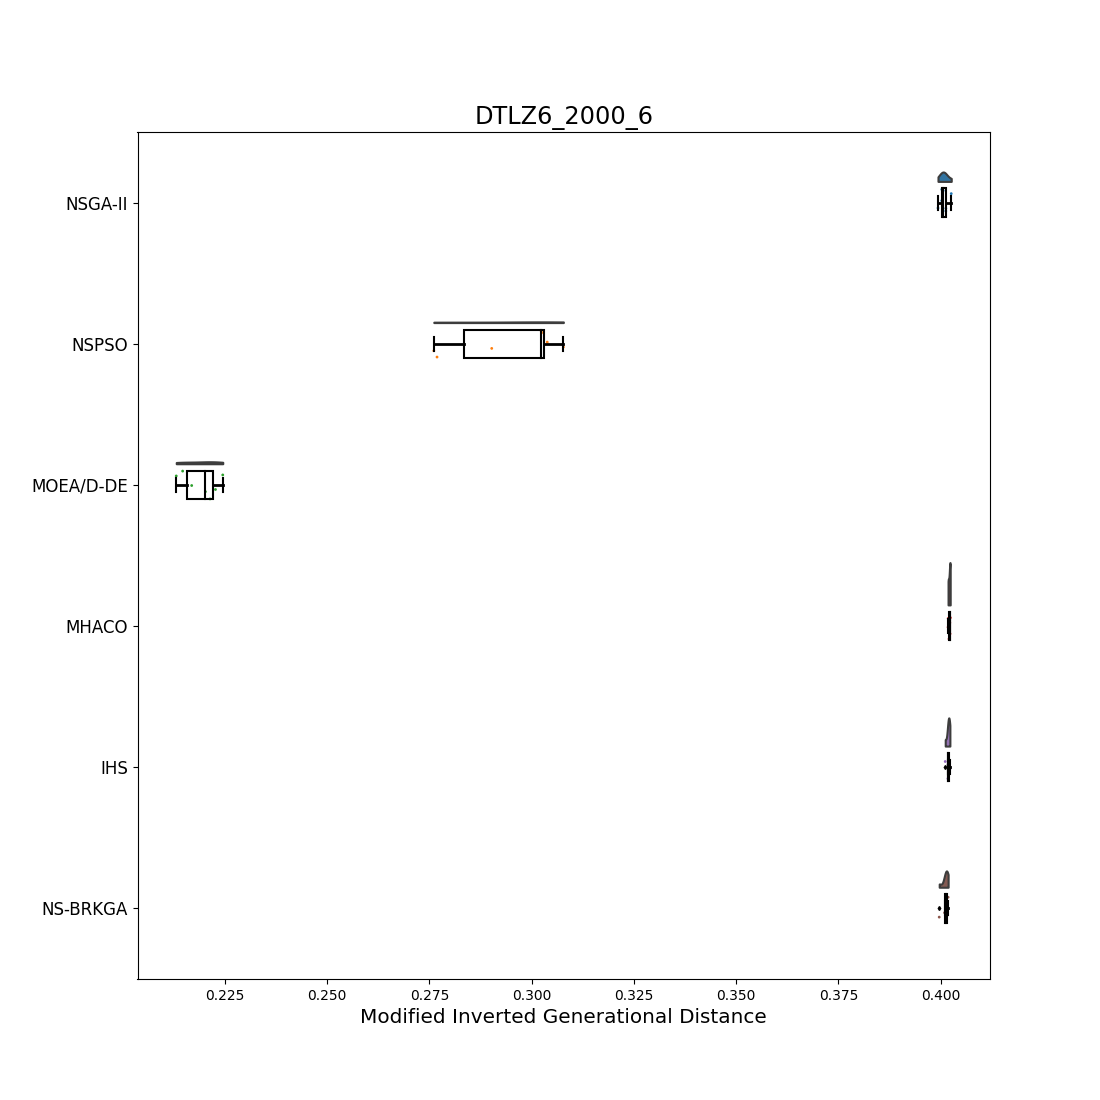 DTLZ6_2000_6
NSGA-II
NSPSO
MOEA/D-DE
MHACO
IHS
NS-BRKGA
0.225 0.250 0.275 0.300 0.325 0.350 0.375 0.400
Modified Inverted Generational Distance